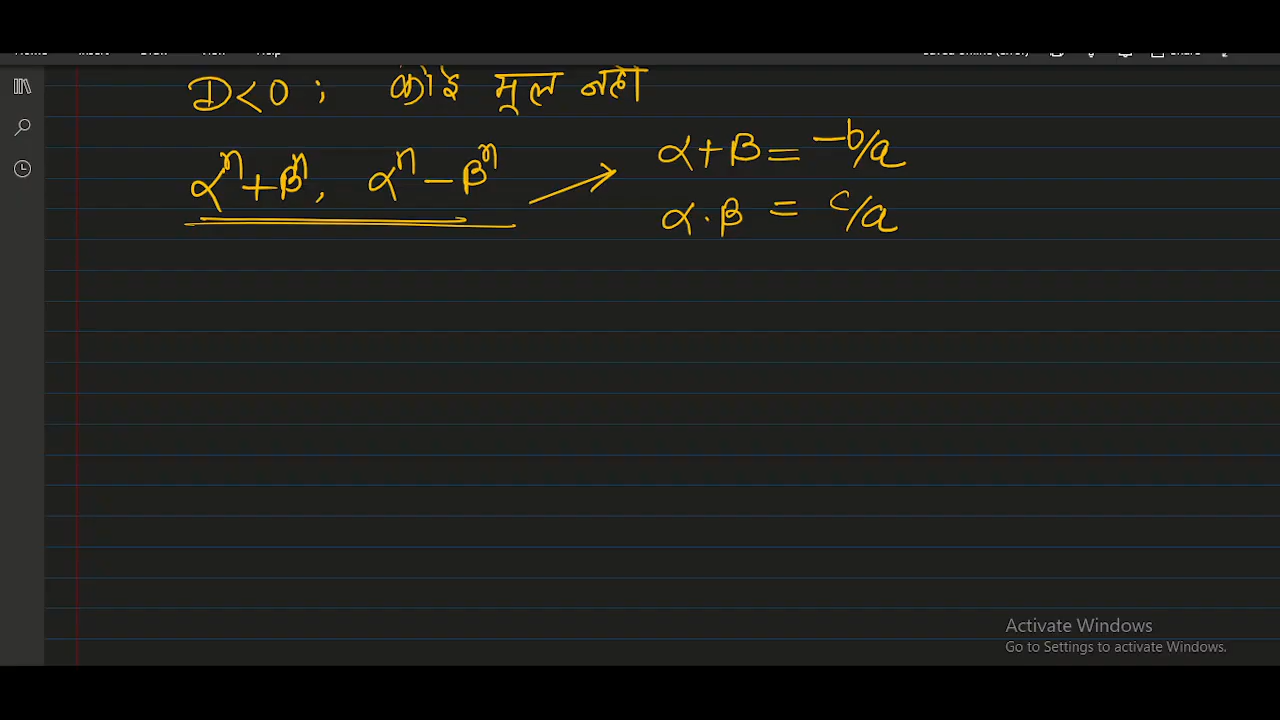 D<0 ; कोई मूल नही
αⁿ+βⁿ, αⁿ-βⁿ → α+β = -b/a
α·β = c/a
Activate Windows
Go to Settings to activate Windows.